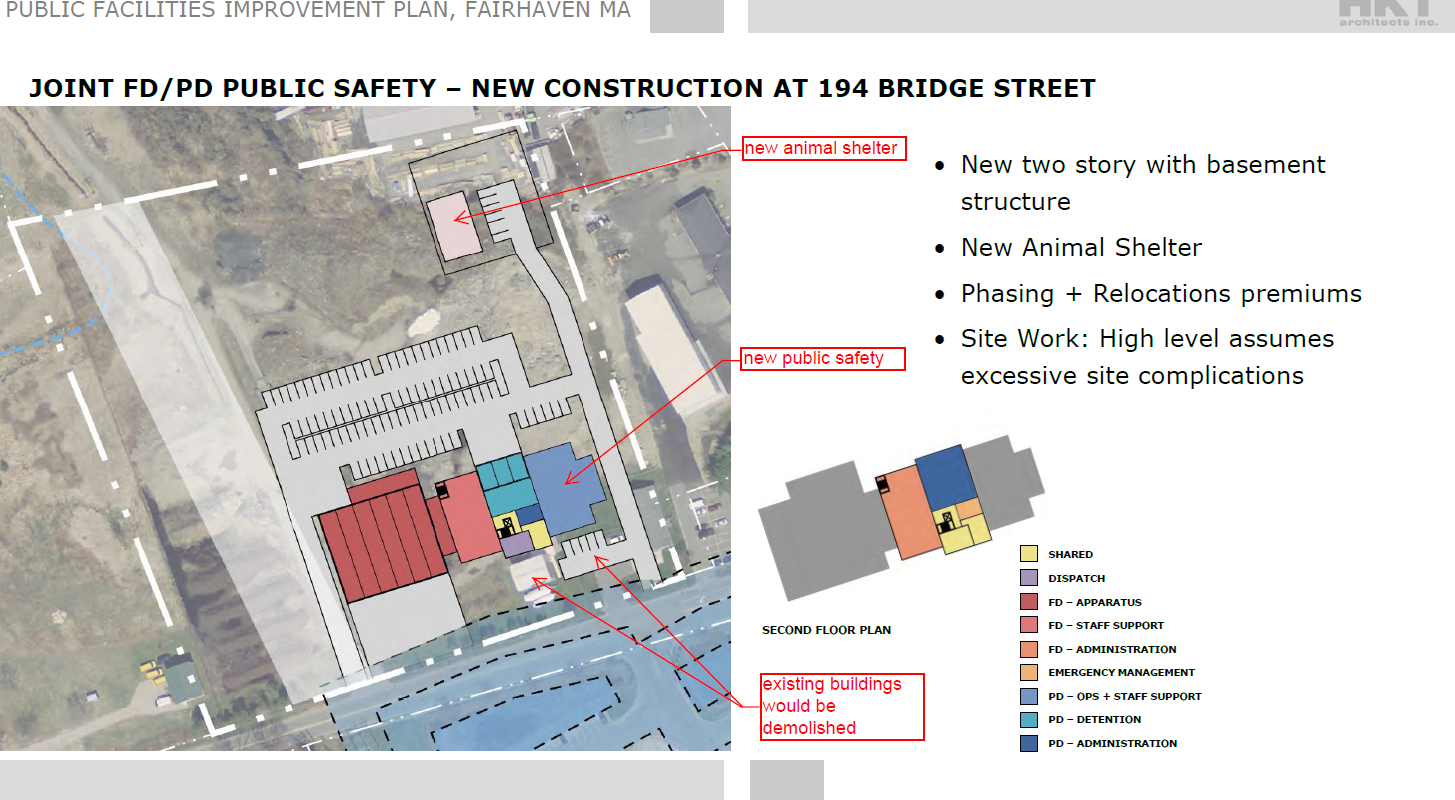 PUBLIC FACILITIES IMPROVEMENT PLAN, FAIRHAVEN MA
HKT
architects inc.
JOINT FD/PD PUBLIC SAFETY – NEW CONSTRUCTION AT 194 BRIDGE STREET
new animal shelter
new public safety
existing buildings
would be
demolished
• New two story with basement
structure
• New Animal Shelter
• Phasing + Relocations premiums
• Site Work: High level assumes
excessive site complications
SECOND FLOOR PLAN
SHARED
DISPATCH
FD – APPARATUS
FD – STAFF SUPPORT
FD – ADMINISTRATION
EMERGENCY MANAGEMENT
PD – OPS + STAFF SUPPORT
PD – DETENTION
PD – ADMINISTRATION